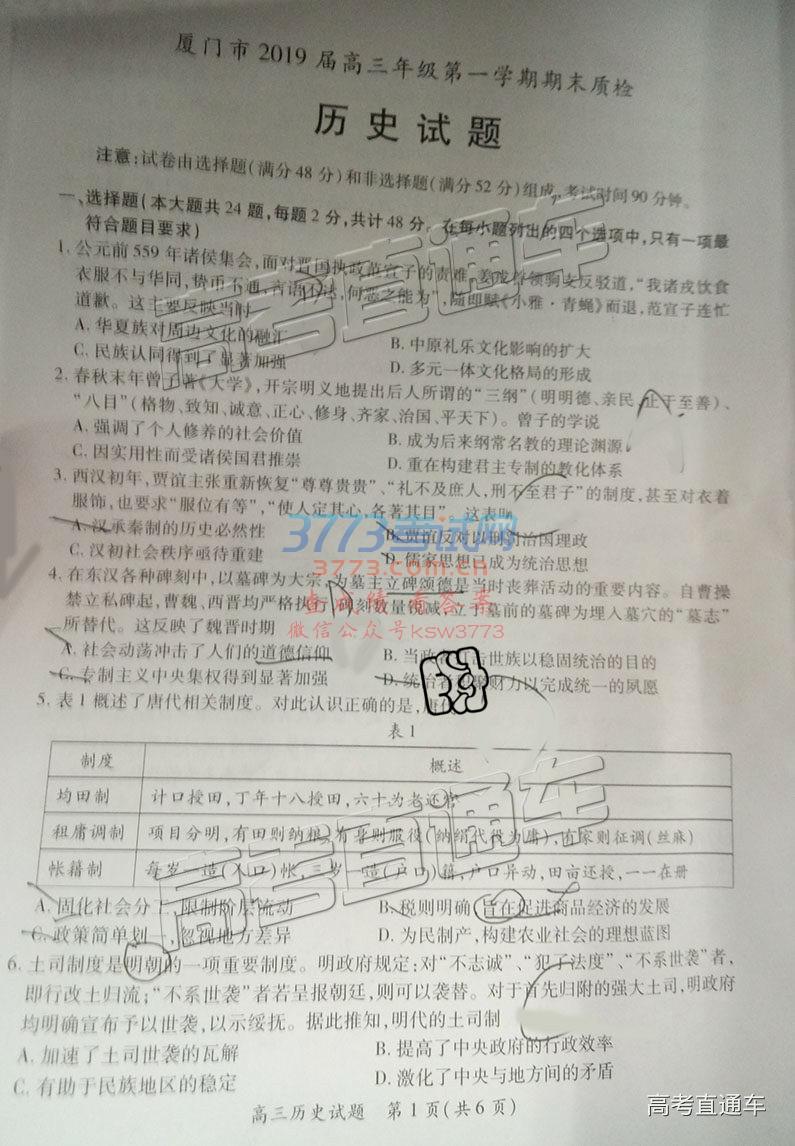 厦门市2019届高三年级第一学期期末质检
历史试题
注意:试卷由选择题(满分48分)和非选择题(满分52分)组成,考试时间90分钟。
一、选择题(本大题共24题,每题2分,共计48分。在每小题列出的四个选项中,只有一项最
符合题目要求)
1. 公元前559年诸侯集会,面对晋国执政范宣子的责难,姜戎首领驹支反驳道,“我诸戎饮食
衣服不与华同,贽币不通,言语不达,何恶之能为”,随即赋《小雅·青蝇》而退,范宣子连忙
道歉。这主要反映当时
A. 华夏族对周边文化的融汇
B. 中原礼乐文化影响的扩大
C. 民族认同得到了显著加强
D. 多元一体文化格局的形成
2. 春秋末年曾子著《大学》,开宗明义地提出后人所谓的“三纲”(明明德、亲民、止于至善)、
“八目”(格物、致知、诚意、正心、修身、齐家、治国、平天下)。曾子的学说
A. 强调了个人修养的社会价值
B. 成为后来纲常名教的理论渊源
C. 因实用性而受诸侯国君推崇
D. 重在构建君主专制的教化体系
3. 西汉初年,贾谊主张重新恢复“尊尊贵贵”、“礼不及庶人,刑不至君子”的制度,甚至对衣着
服饰,也要求“服位有等”,“使人定其心,各著其目”。这表明
A. 汉承秦制的历史必然性
B. 贾谊反对以刑罚治国理政
C. 汉初社会秩序亟待重建
D. 儒家思想已成为统治思想
4. 在东汉各种碑刻中,以墓碑为大宗,为墓主立碑颂德是当时丧葬活动的重要内容。自曹操
禁立私碑起,曹魏、西晋均严格执行,碑刻数量锐减,立于墓前的墓碑为埋入墓穴的“墓志”
所替代。这反映了魏晋时期
A. 社会动荡冲击了人们的道德信仰
B. 当政者打击世族以稳固统治的目的
C. 专制主义中央集权得到显著加强
D. 统治者积聚财力以完成统一的夙愿
5. 表1概述了唐代相关制度。对此认识正确的是,唐代
表1
制度 概述
均田制 计口授田,丁年十八授田,六十为老还官
租庸调制 项目分明,有田则纳租,有身则服役(纳绢代役为庸),有家则征调(丝麻)
帐籍制 每岁一造(人口)帐,三岁一造(户口)籍,户口异动,田亩还授,一一在册
A. 固化社会分工,限制阶层流动
B. 税则明确,旨在促进商品经济的发展
C. 政策简单划一,忽视地方差异
D. 为民制产,构建农业社会的理想蓝图
6. 土司制度是明朝的一项重要制度。明政府规定:对“不志诚”、“犯了法度”、“不系世袭”者,
即行改土归流;“不系世袭”者若呈报朝廷,则可以袭替。对于首先归附的强大土司,明政府
均明确宣布予以世袭,以示绥抚。据此推知,明代的土司制
A. 加速了土司世袭的瓦解
B. 提高了中央政府的行政效率
C. 有助于民族地区的稳定
D. 激化了中央与地方间的矛盾
高三历史试题 第1页(共6页)
高考直通车
高考直通车
3773考试网
3773.com.cn
查成绩 看答案
微信公众号ksw3773
高考直通车